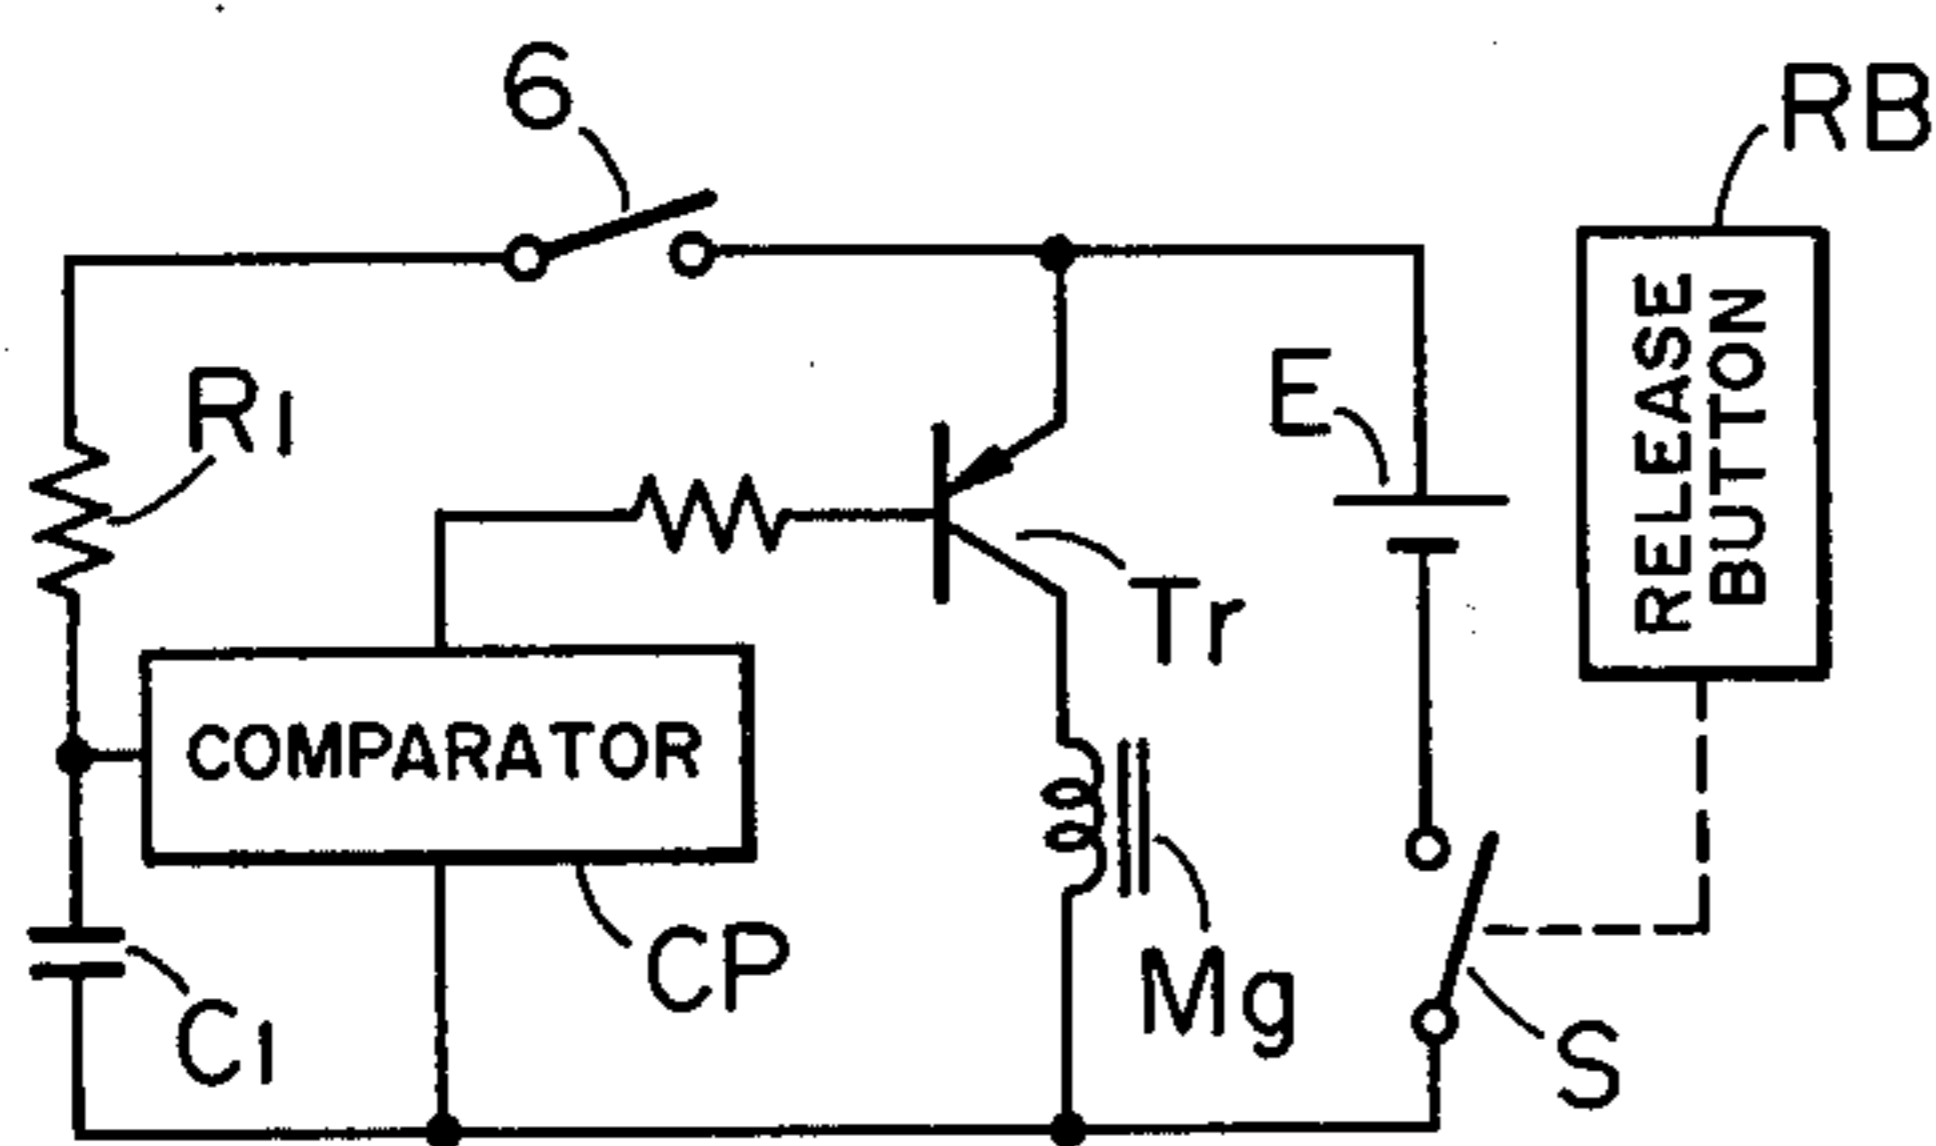 6
RB
RELEASE
BUTTON
R1
E
Tr
COMPARATOR
CP
Mg
C1
S